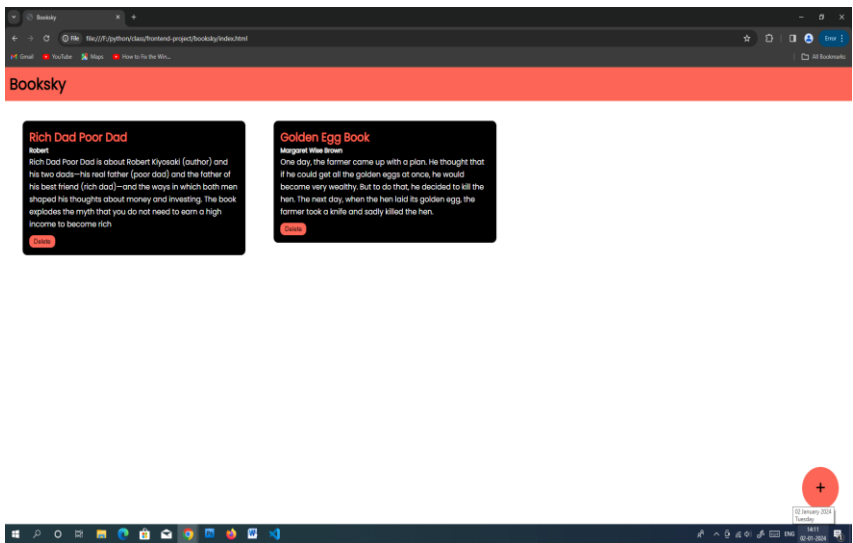 Booksky
File file:///F:/python/class/frontend-project/booksky/index.html
Error
Gmail YouTube Maps How to Fix the Win...
All Bookmarks
Booksky
Rich Dad Poor Dad
Robert
Rich Dad Poor Dad is about Robert Kiyosaki (author) and
his two dads—his real father (poor dad) and the father of
his best friend (rich dad)—and the ways in which both men
shaped his thoughts about money and investing. The book
explodes the myth that you do not need to earn a high
income to become rich
Delete
Golden Egg Book
Margaret Wise Brown
One day, the farmer came up with a plan. He thought that
if he could get all the golden eggs at once, he would
become very wealthy. But to do that, he decided to kill the
hen. The next day, when the hen laid its golden egg, the
farmer took a knife and sadly killed the hen.
Delete
+
02 January 2024
Tuesday
ENG
14:11
02-01-2024